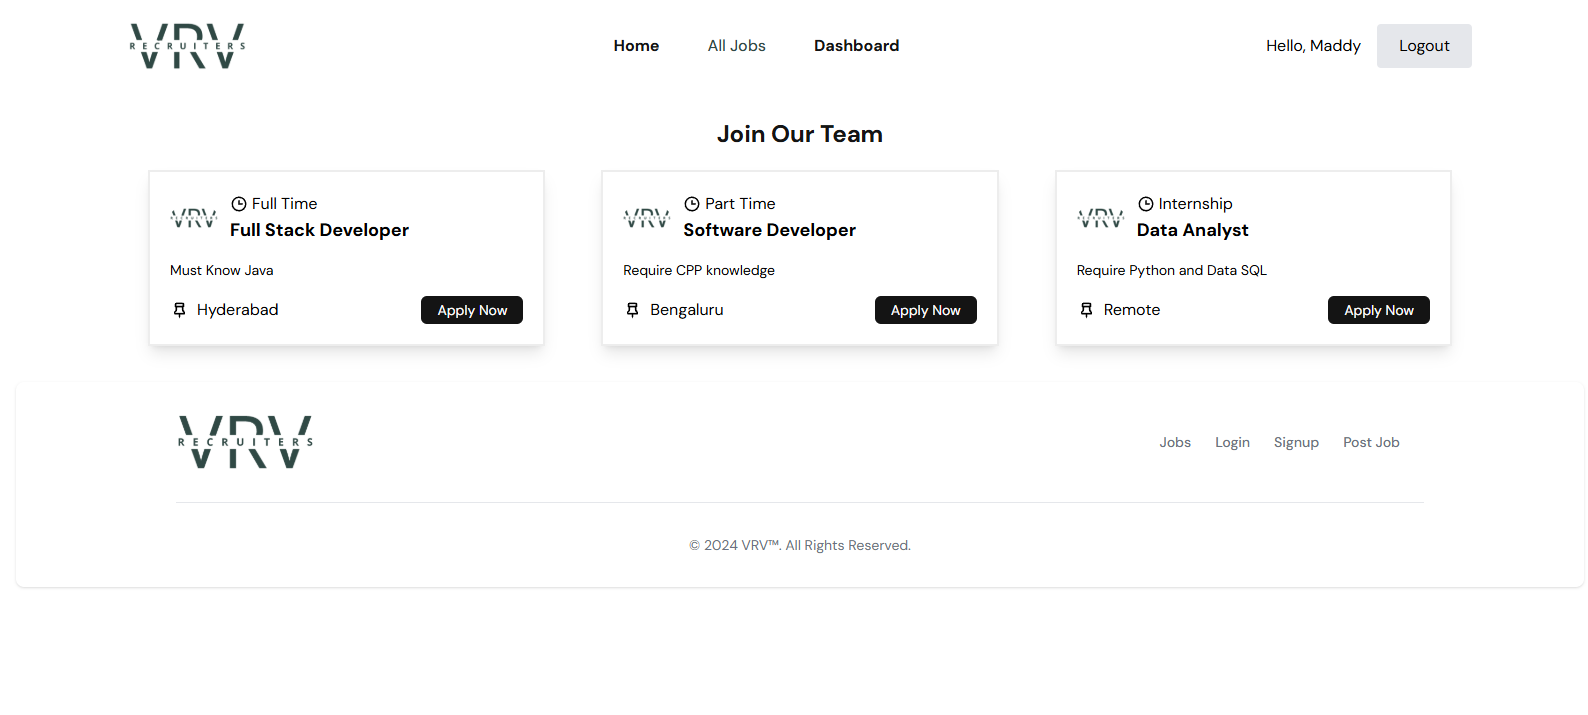 VRV
RECRUITERS
Home All Jobs Dashboard
Hello, Maddy Logout
Join Our Team
VRV
RECRUITERS
Full Time
Full Stack Developer
Must Know Java
Hyderabad Apply Now
VRV
RECRUITERS
Part Time
Software Developer
Require CPP knowledge
Bengaluru Apply Now
VRV
RECRUITERS
Internship
Data Analyst
Require Python and Data SQL
Remote Apply Now
VRV
RECRUITERS
Jobs Login Signup Post Job
© 2024 VRV™. All Rights Reserved.